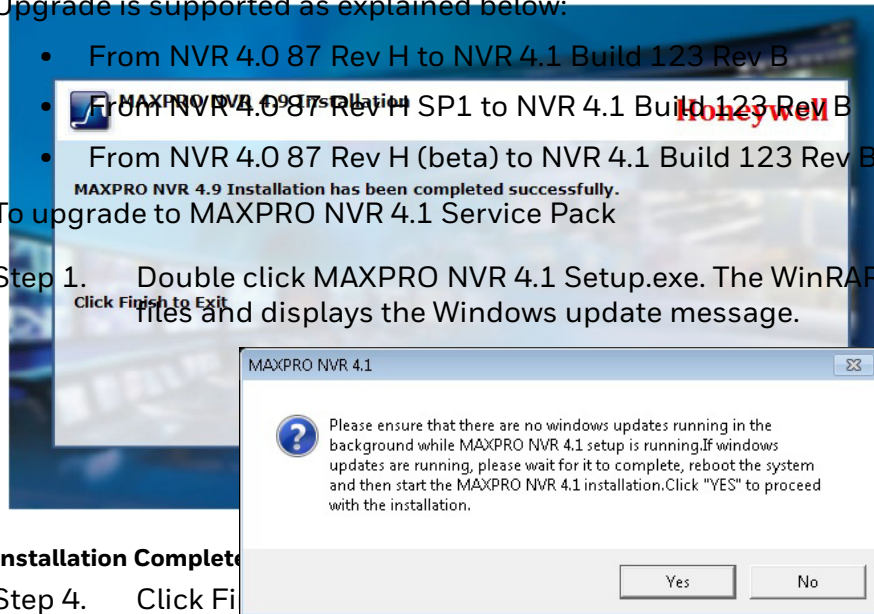 Upgrade is supported as explained below:
• From NVR 4.0 87 Rev H to NVR 4.1 Build 123 Rev B
• From NVR 4.0 87 Rev H SP1 to NVR 4.1 Build 123 Rev B
MAXPRO NVR 4.9 Installation
Honeywell
• From NVR 4.0 87 Rev H (beta) to NVR 4.1 Build 123 Rev B
MAXPRO NVR 4.9 Installation has been completed successfully.
To upgrade to MAXPRO NVR 4.1 Service Pack
Step 1. Double click MAXPRO NVR 4.1 Setup.exe. The WinRAR
Click Finish to Exit
files and displays the Windows update message.
MAXPRO NVR 4.1
Please ensure that there are no windows updates running in the
background while MAXPRO NVR 4.1 setup is running.If windows
updates are running, please wait for it to complete, reboot the system
and then start the MAXPRO NVR 4.1 installation.Click "YES" to proceed
with the installation.
Yes
No
Installation Complete
Step 4. Click Fi